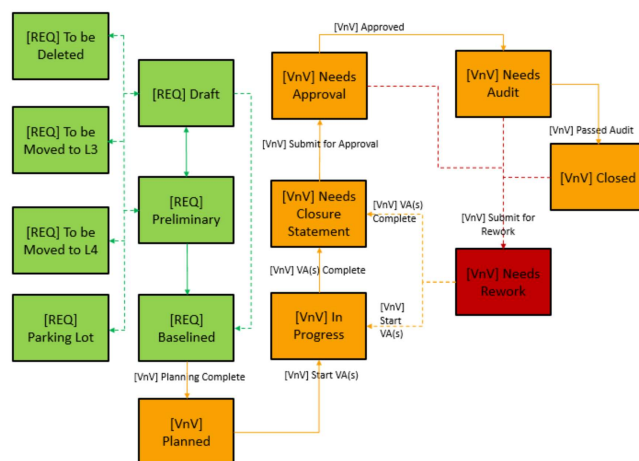 [REQ] To be
Deleted
[REQ] To be
Moved to L3
[REQ] To be
Moved to L4
[REQ]
Parking Lot
[REQ] Draft
[REQ]
Preliminary
[REQ]
Baselined
[VnV] Planning Complete
[VnV]
Planned
[VnV] Start VA(s)
[VnV] In
Progress
[VnV] VA(s) Complete
[VnV] Needs
Closure
Statement
[VnV] Submit for Approval
[VnV] Needs
Approval
[VnV] Approved
[VnV] Needs
Audit
[VnV] Passed Audit
[VnV] Closed
[VnV] Submit for
Rework
[VnV] Needs
Rework
[VnV] VA(s)
Complete
[VnV]
Start
VA(s)